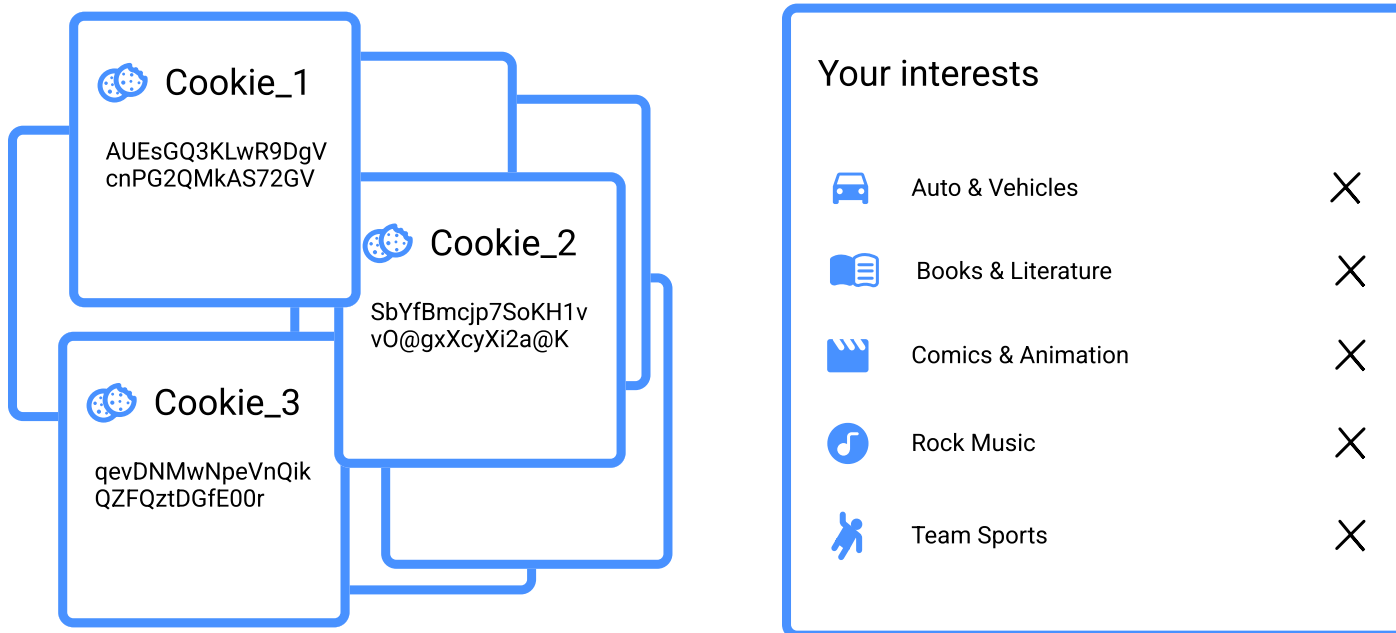 Cookie_1
AUEsGQ3KLwR9DgV
cnPG2QMkAS72GV
Cookie_2
SbYfBmcjp7SoKH1v
vO@gxXcyXi2a@K
Cookie_3
qevDNMwNpeVnQik
QZFQztDGfE00r
Your interests
Auto & Vehicles
Books & Literature
Comics & Animation
Rock Music
Team Sports